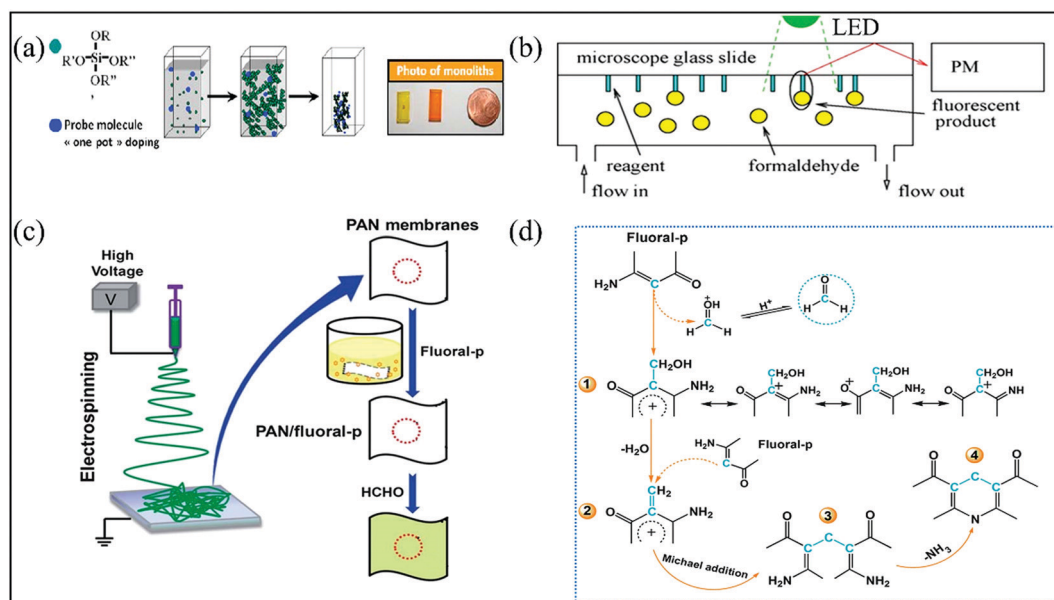 (a)
OR
R'O Si OR"
OR"
,
Probe molecule
« one pot » doping
Photo of monoliths
(b)
LED
microscope glass slide
PM
fluorescent
product
reagent
formaldehyde
flow in
flow out
(c)
High
Voltage
V
Electrospinning
PAN membranes
Fluoral-p
PAN/fluoral-p
HCHO
(d)
Fluoral-p
H₂N
C
O
+
OH
C
H H
H⁺
O
C
H H
1
CH₂OH
O
NH₂
+
CH₂OH
O
NH₂
+
CH₂OH
O⁺
NH₂
CH₂OH
O
NH
+
-H₂O
H₂N
C
O
Fluoral-p
2
CH₂
C
O
NH₂
+
Michael addition
3
O O
C C C
H₂N NH₂
-NH₃
4
O O
C C C
N